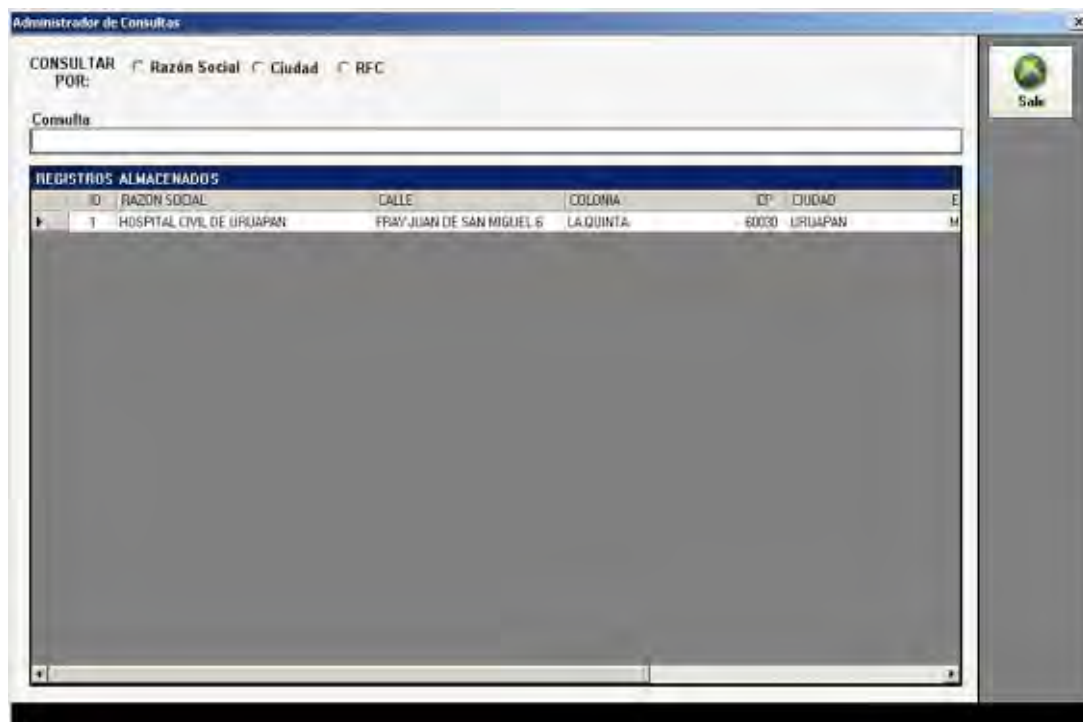 Administrador de Consultas
CONSULTAR POR:
Razón Social Ciudad RFC
Salir
Consulta
REGISTROS ALMACENADOS
ID RAZON SOCIAL CALLE COLONIA CP CIUDAD E
1 HOSPITAL CIVIL DE URUAPAN FRAY JUAN DE SAN MIGUEL 6 LA QUINTA 60030 URUAPAN M